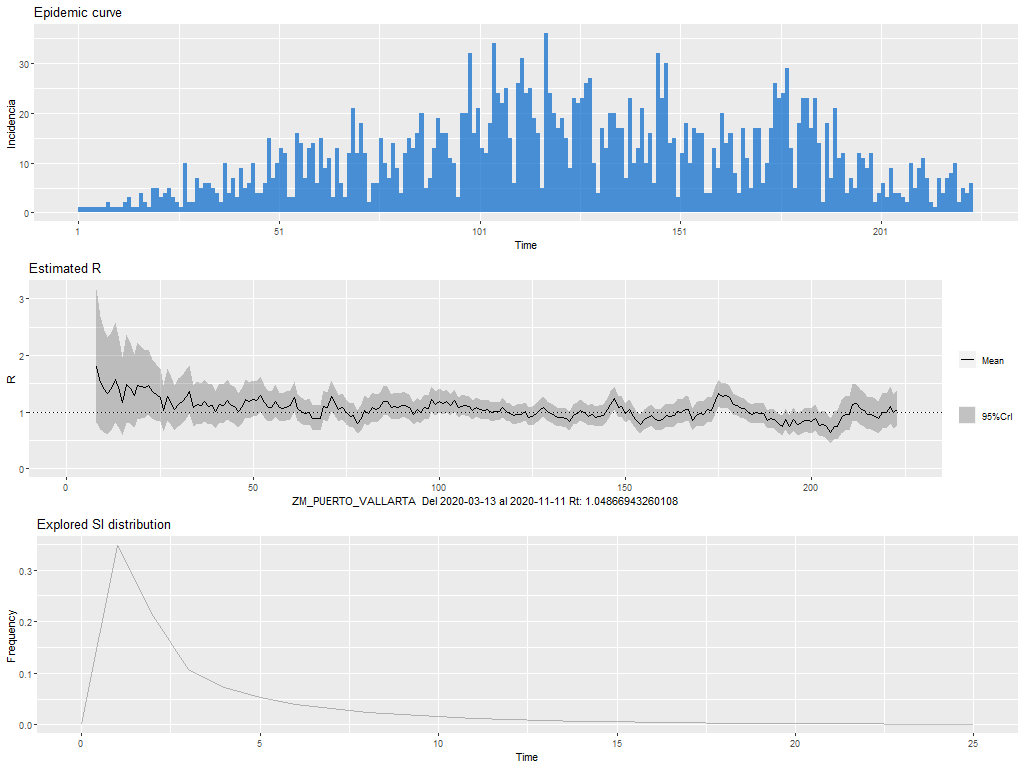 Epidemic curve
Incidencia
30
20
10
0
1
51
101
151
201
Time
Estimated R
R
3
2
1
0
Mean
95%CrI
0
50
100
150
200
ZM_PUERTO_VALLARTA Del 2020-03-13 al 2020-11-11 Rt: 1.04866943260108
Explored SI distribution
Frequency
0.3
0.2
0.1
0.0
0
5
10
15
20
25
Time